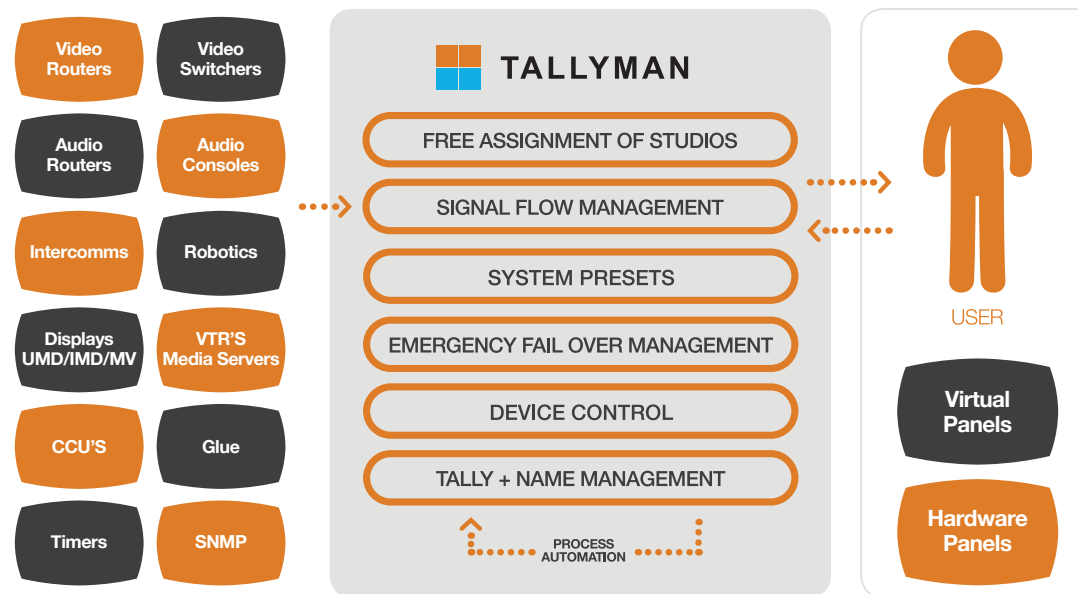 Video
Routers
Video
Switchers
Audio
Routers
Audio
Consoles
Intercomms
Robotics
Displays
UMD/IMD/MV
VTR'S
Media Servers
CCU'S
Glue
Timers
SNMP
TALLYMAN
FREE ASSIGNMENT OF STUDIOS
SIGNAL FLOW MANAGEMENT
SYSTEM PRESETS
EMERGENCY FAIL OVER MANAGEMENT
DEVICE CONTROL
TALLY + NAME MANAGEMENT
PROCESS
AUTOMATION
USER
Virtual
Panels
Hardware
Panels